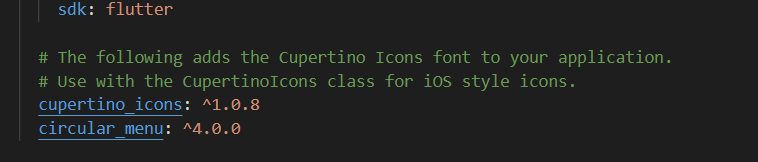 sdk: flutter
# The following adds the Cupertino Icons font to your application.
# Use with the CupertinoIcons class for iOS style icons.
cupertino_icons: ^1.0.8
circular_menu: ^4.0.0